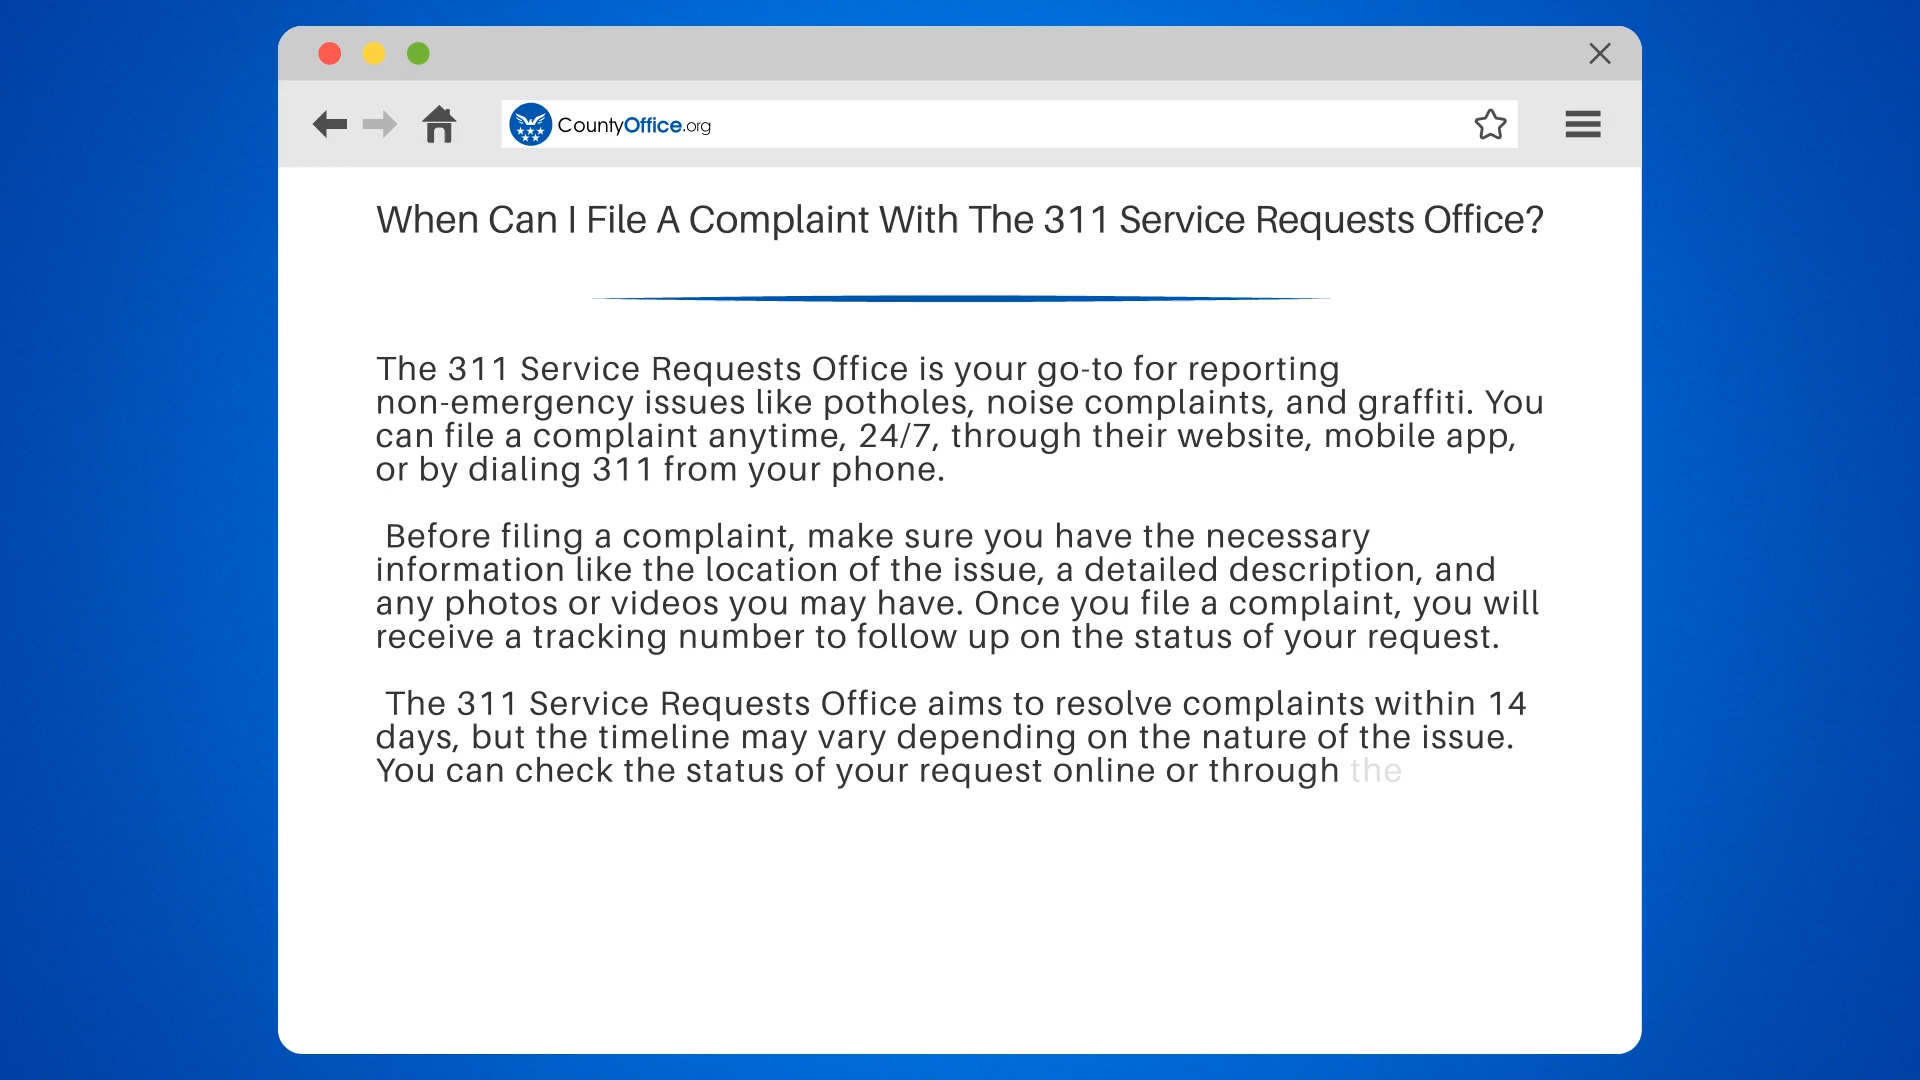 CountyOffice.org
When Can I File A Complaint With The 311 Service Requests Office?
The 311 Service Requests Office is your go-to for reporting
non-emergency issues like potholes, noise complaints, and graffiti. You
can file a complaint anytime, 24/7, through their website, mobile app,
or by dialing 311 from your phone.
Before filing a complaint, make sure you have the necessary
information like the location of the issue, a detailed description, and
any photos or videos you may have. Once you file a complaint, you will
receive a tracking number to follow up on the status of your request.
The 311 Service Requests Office aims to resolve complaints within 14
days, but the timeline may vary depending on the nature of the issue.
You can check the status of your request online or through the